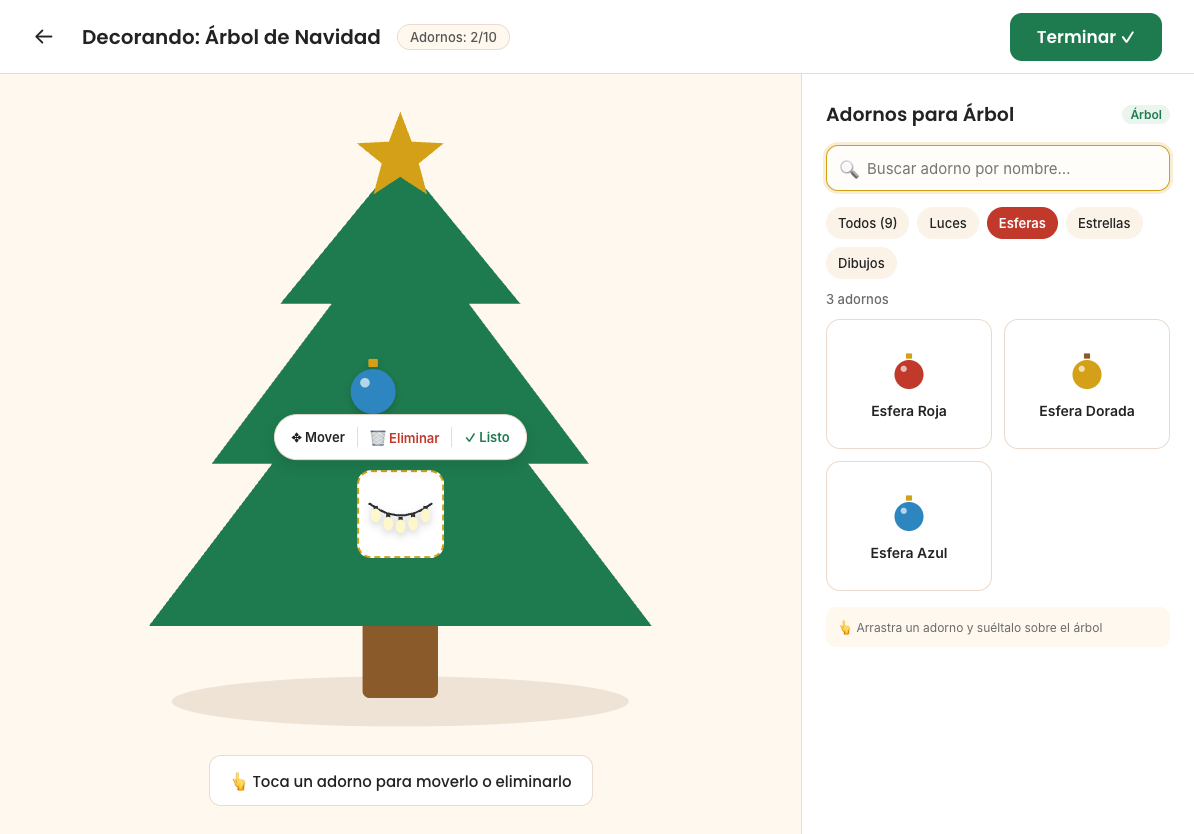 Decorando: Árbol de Navidad
Adornos: 2/10
Terminar ✓
Mover
Eliminar
✓ Listo
Toca un adorno para moverlo o eliminarlo
Adornos para Árbol
Árbol
Buscar adorno por nombre...
Todos (9)
Luces
Esferas
Estrellas
Dibujos
3 adornos
Esfera Roja
Esfera Dorada
Esfera Azul
Arrastra un adorno y suéltalo sobre el árbol